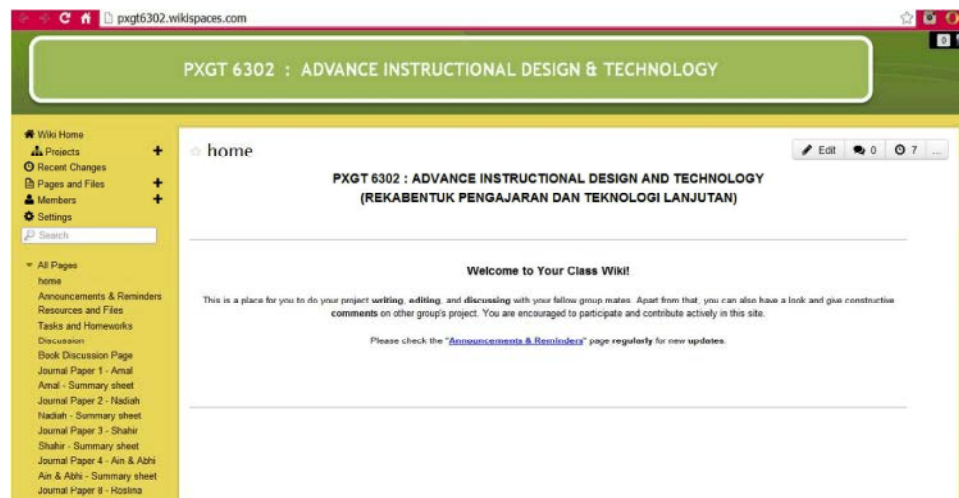 pxgt6302.wikispaces.com
0
PXGT 6302 : ADVANCE INSTRUCTIONAL DESIGN & TECHNOLOGY
Wiki Home
Projects +
Recent Changes
Pages and Files +
Members +
Settings
Search
All Pages
home
Announcements & Reminders
Resources and Files
Tasks and Homeworks
Discussion
Book Discussion Page
Journal Paper 1 - Amal
Amal - Summary sheet
Journal Paper 2 - Nadiah
Nadiah - Summary sheet
Journal Paper 3 - Shahir
Shahir - Summary sheet
Journal Paper 4 - Ain & Abhi
Ain & Abhi - Summary sheet
Journal Paper 8 - Roslina
home
Edit 0 7 ...
PXGT 6302 : ADVANCE INSTRUCTIONAL DESIGN AND TECHNOLOGY
(REKABENTUK PENGAJARAN DAN TEKNOLOGI LANJUTAN)
Welcome to Your Class Wiki!
This is a place for you to do your project writing, editing, and discussing with your fellow group mates. Apart from that, you can also have a look and give constructive
comments on other group's project. You are encouraged to participate and contribute actively in this site.
Please check the "Announcements & Reminders" page regularly for new updates.